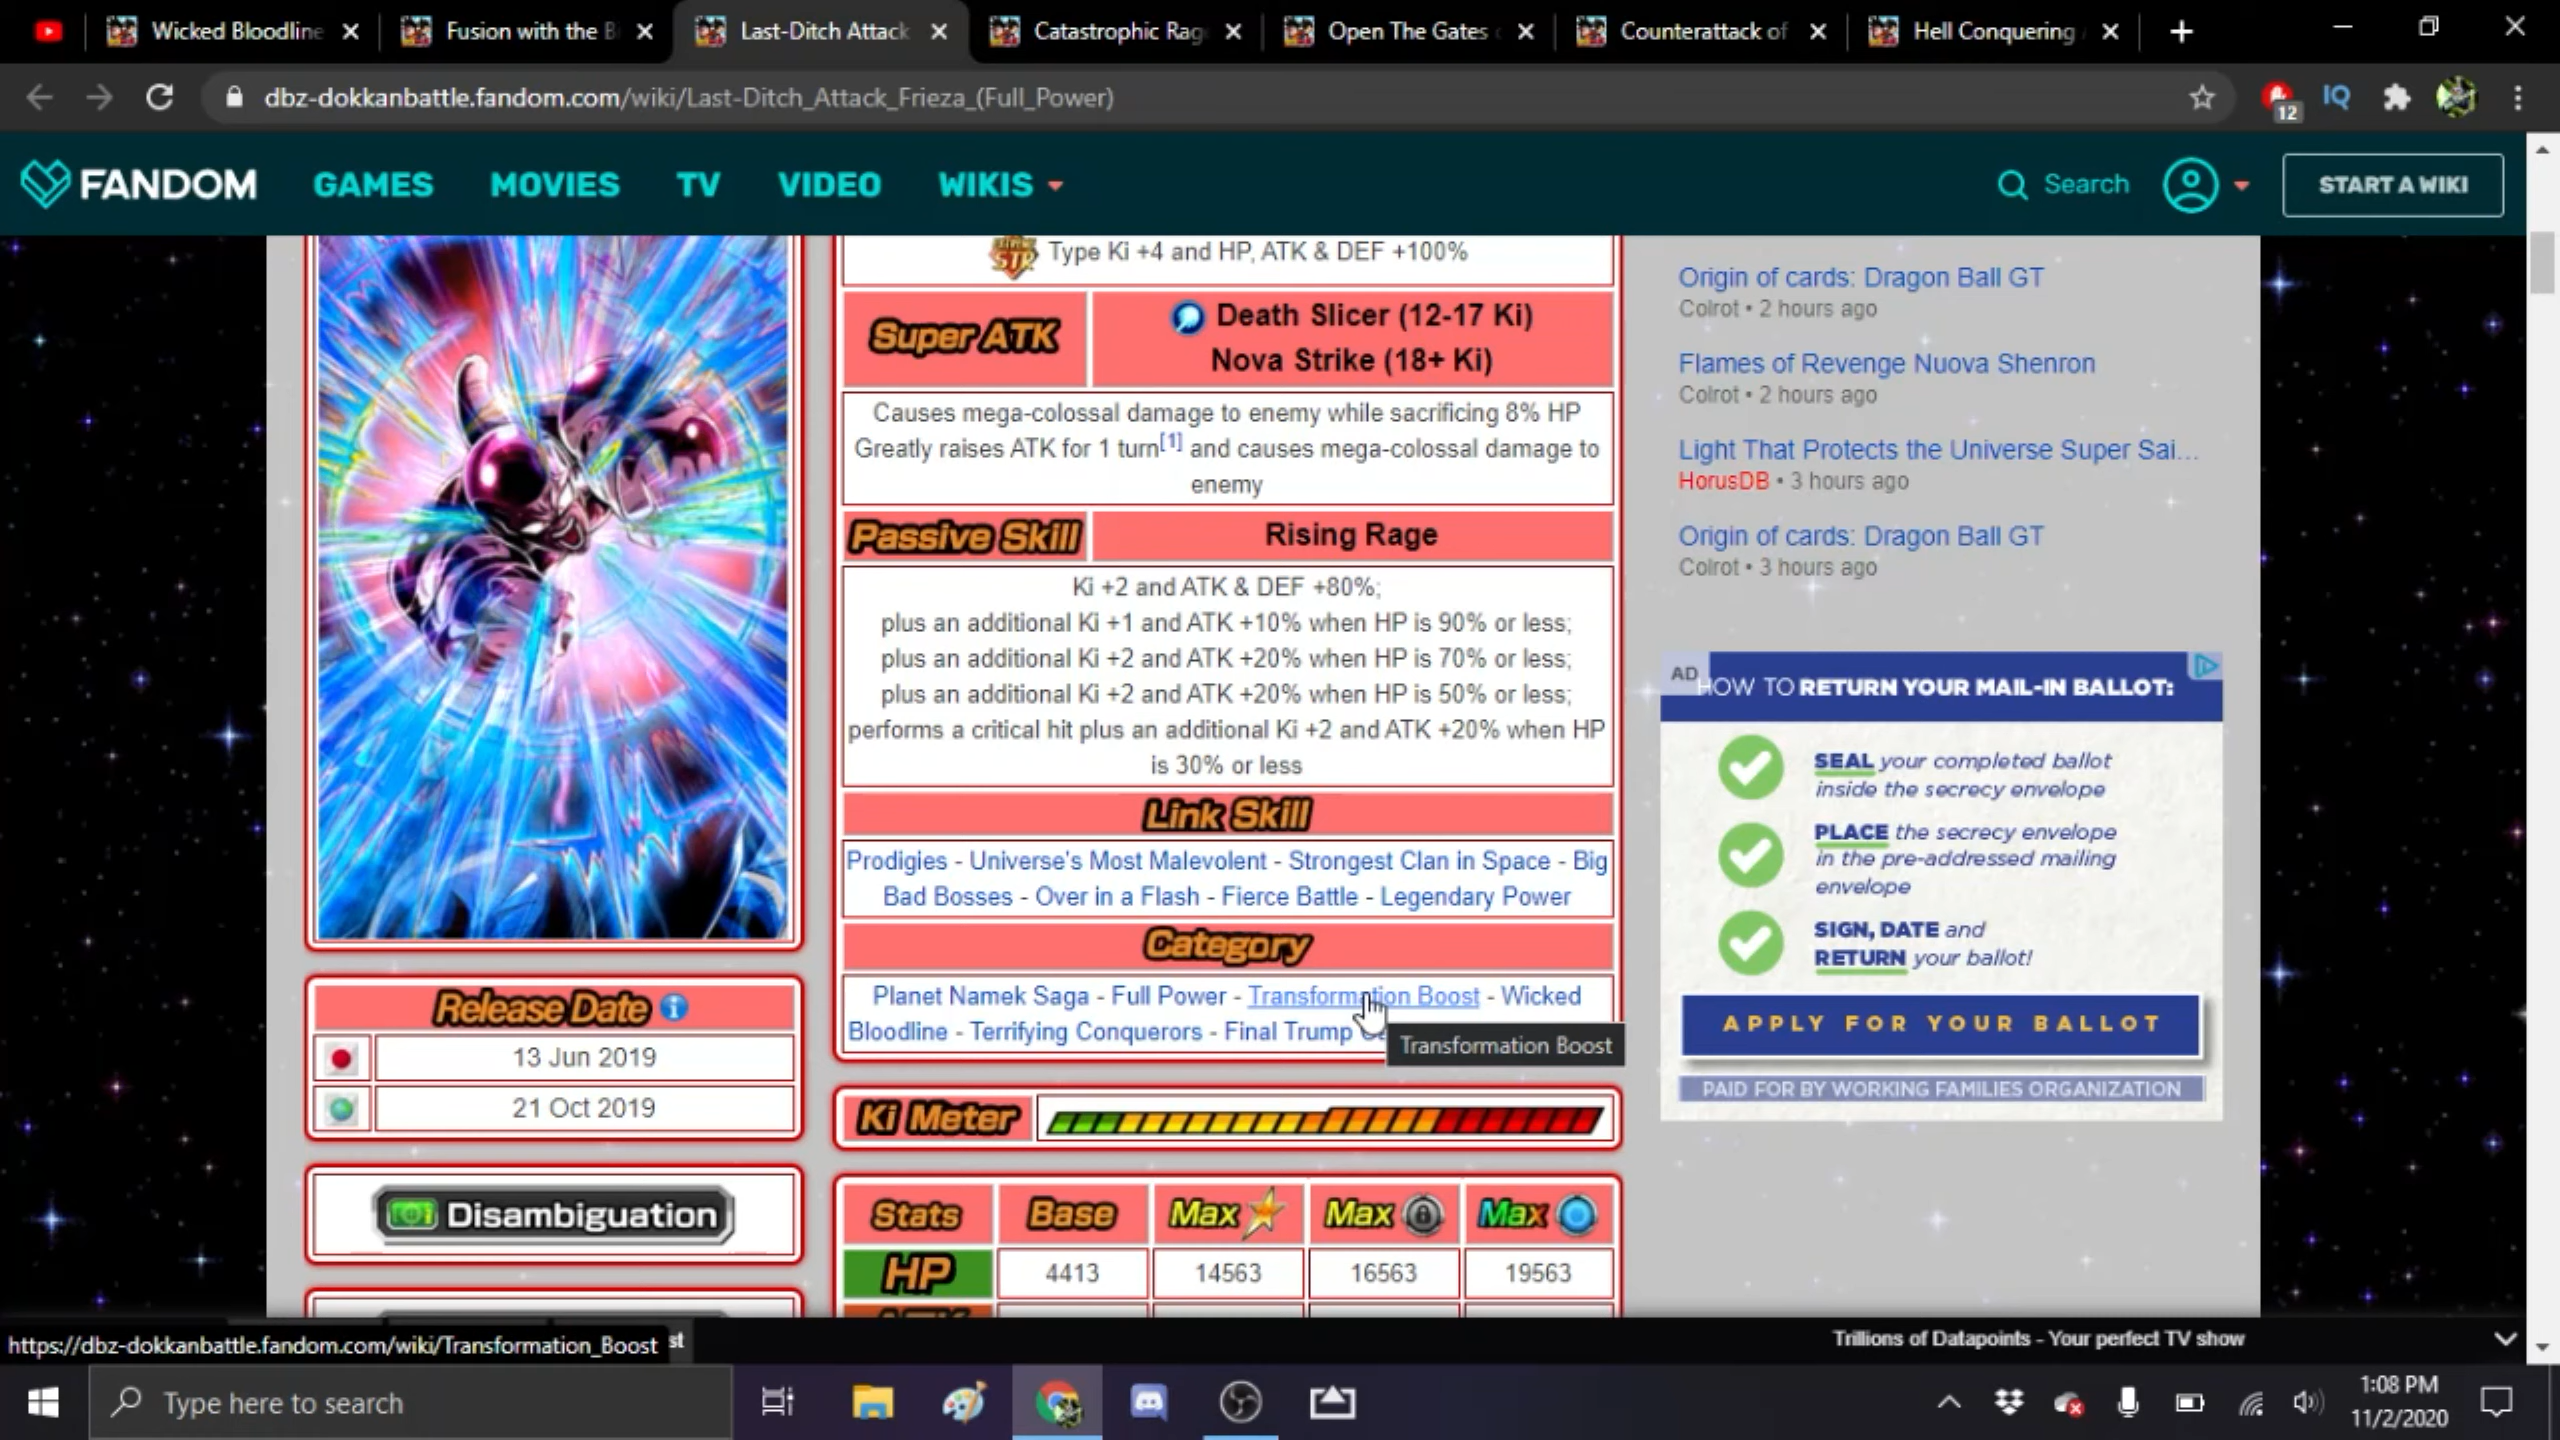 Wicked Bloodline
Fusion with the B
Last-Ditch Attack
Catastrophic Rag
Open The Gates
Counterattack of
Hell Conquering
dbz-dokkanbattle.fandom.com/wiki/Last-Ditch_Attack_Frieza_(Full_Power)
12
IQ
FANDOM
GAMES MOVIES TV VIDEO WIKIS
Search
START A WIKI
STR Type Ki +4 and HP, ATK & DEF +100%
Super ATK
Death Slicer (12-17 Ki)
Nova Strike (18+ Ki)
Causes mega-colossal damage to enemy while sacrificing 8% HP
Greatly raises ATK for 1 turn[1] and causes mega-colossal damage to
enemy
Passive Skill
Rising Rage
Ki +2 and ATK & DEF +80%;
plus an additional Ki +1 and ATK +10% when HP is 90% or less;
plus an additional Ki +2 and ATK +20% when HP is 70% or less;
plus an additional Ki +2 and ATK +20% when HP is 50% or less;
performs a critical hit plus an additional Ki +2 and ATK +20% when HP
is 30% or less
Link Skill
Prodigies - Universe's Most Malevolent - Strongest Clan in Space - Big
Bad Bosses - Over in a Flash - Fierce Battle - Legendary Power
Category
Planet Namek Saga - Full Power - Transformation Boost - Wicked
Bloodline - Terrifying Conquerors - Final Trump
Transformation Boost
Ki Meter
Stats Base Max Max Max
HP 4413 14563 16563 19563
Release Date
13 Jun 2019
21 Oct 2019
Disambiguation
Origin of cards: Dragon Ball GT
Colrot • 2 hours ago
Flames of Revenge Nuova Shenron
Colrot • 2 hours ago
Light That Protects the Universe Super Sai...
HorusDB • 3 hours ago
Origin of cards: Dragon Ball GT
Colrot • 3 hours ago
AD
HOW TO RETURN YOUR MAIL-IN BALLOT:
SEAL your completed ballot
inside the secrecy envelope
PLACE the secrecy envelope
in the pre-addressed mailing
envelope
SIGN, DATE and
RETURN your ballot!
APPLY FOR YOUR BALLOT
PAID FOR BY WORKING FAMILIES ORGANIZATION
https://dbz-dokkanbattle.fandom.com/wiki/Transformation_Boost
st
Trillions of Datapoints - Your perfect TV show
Type here to search
1:08 PM
11/2/2020